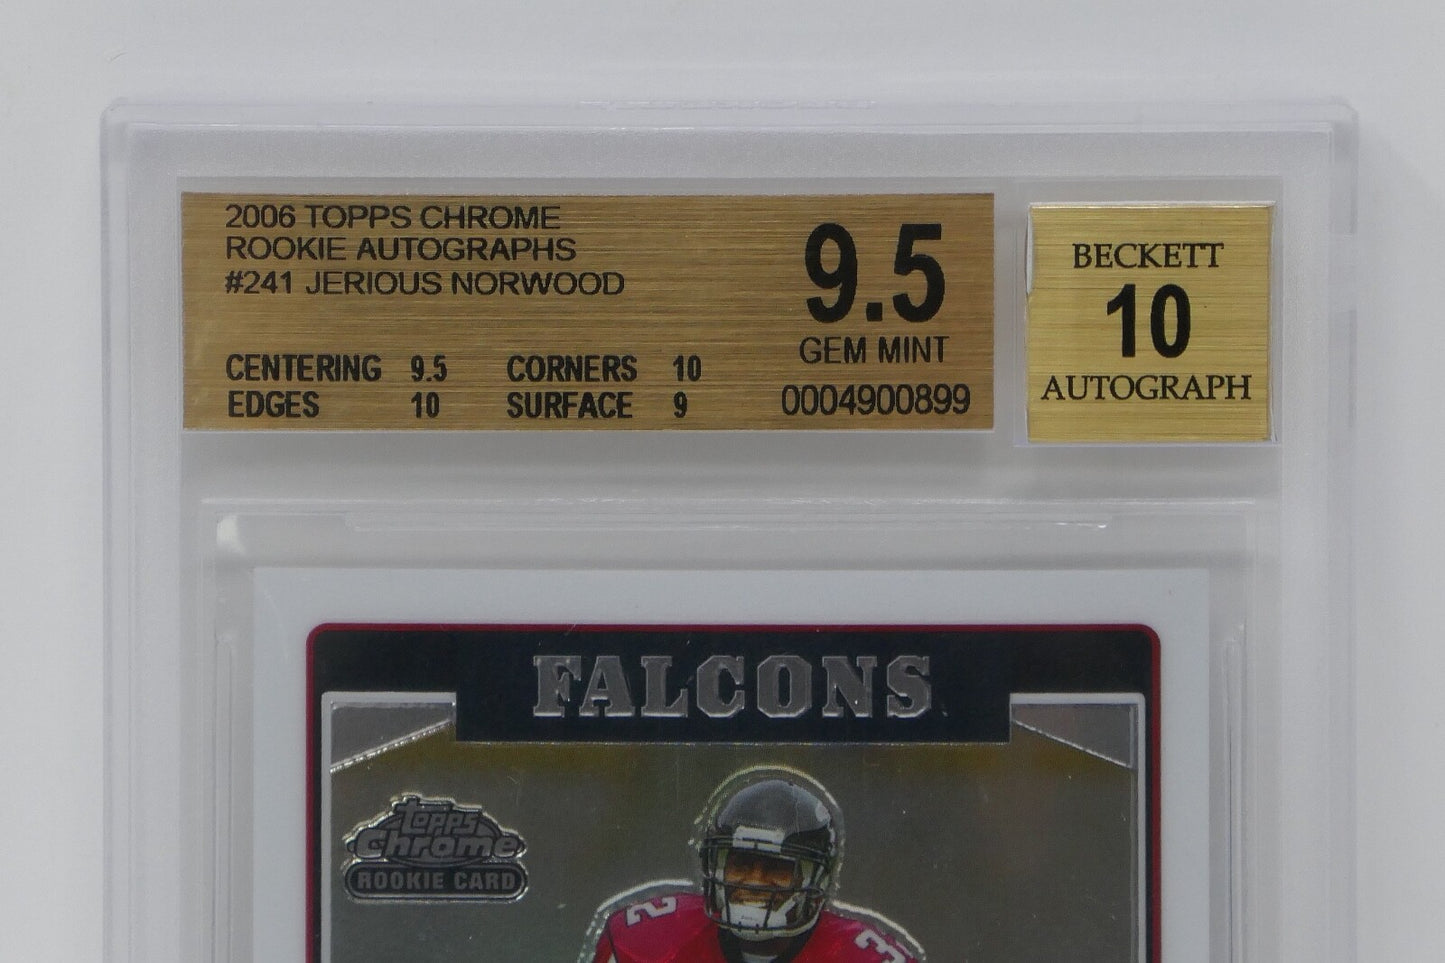 2006 TOPPS CHROME
ROOKIE AUTOGRAPHS
#241 JERIOUS NORWOOD
CENTERING 9.5 CORNERS 10
EDGES 10 SURFACE 9
9.5
GEM MINT
0004900899
BECKETT
10
AUTOGRAPH
FALCONS
topps
Chrome
ROOKIE CARD
32